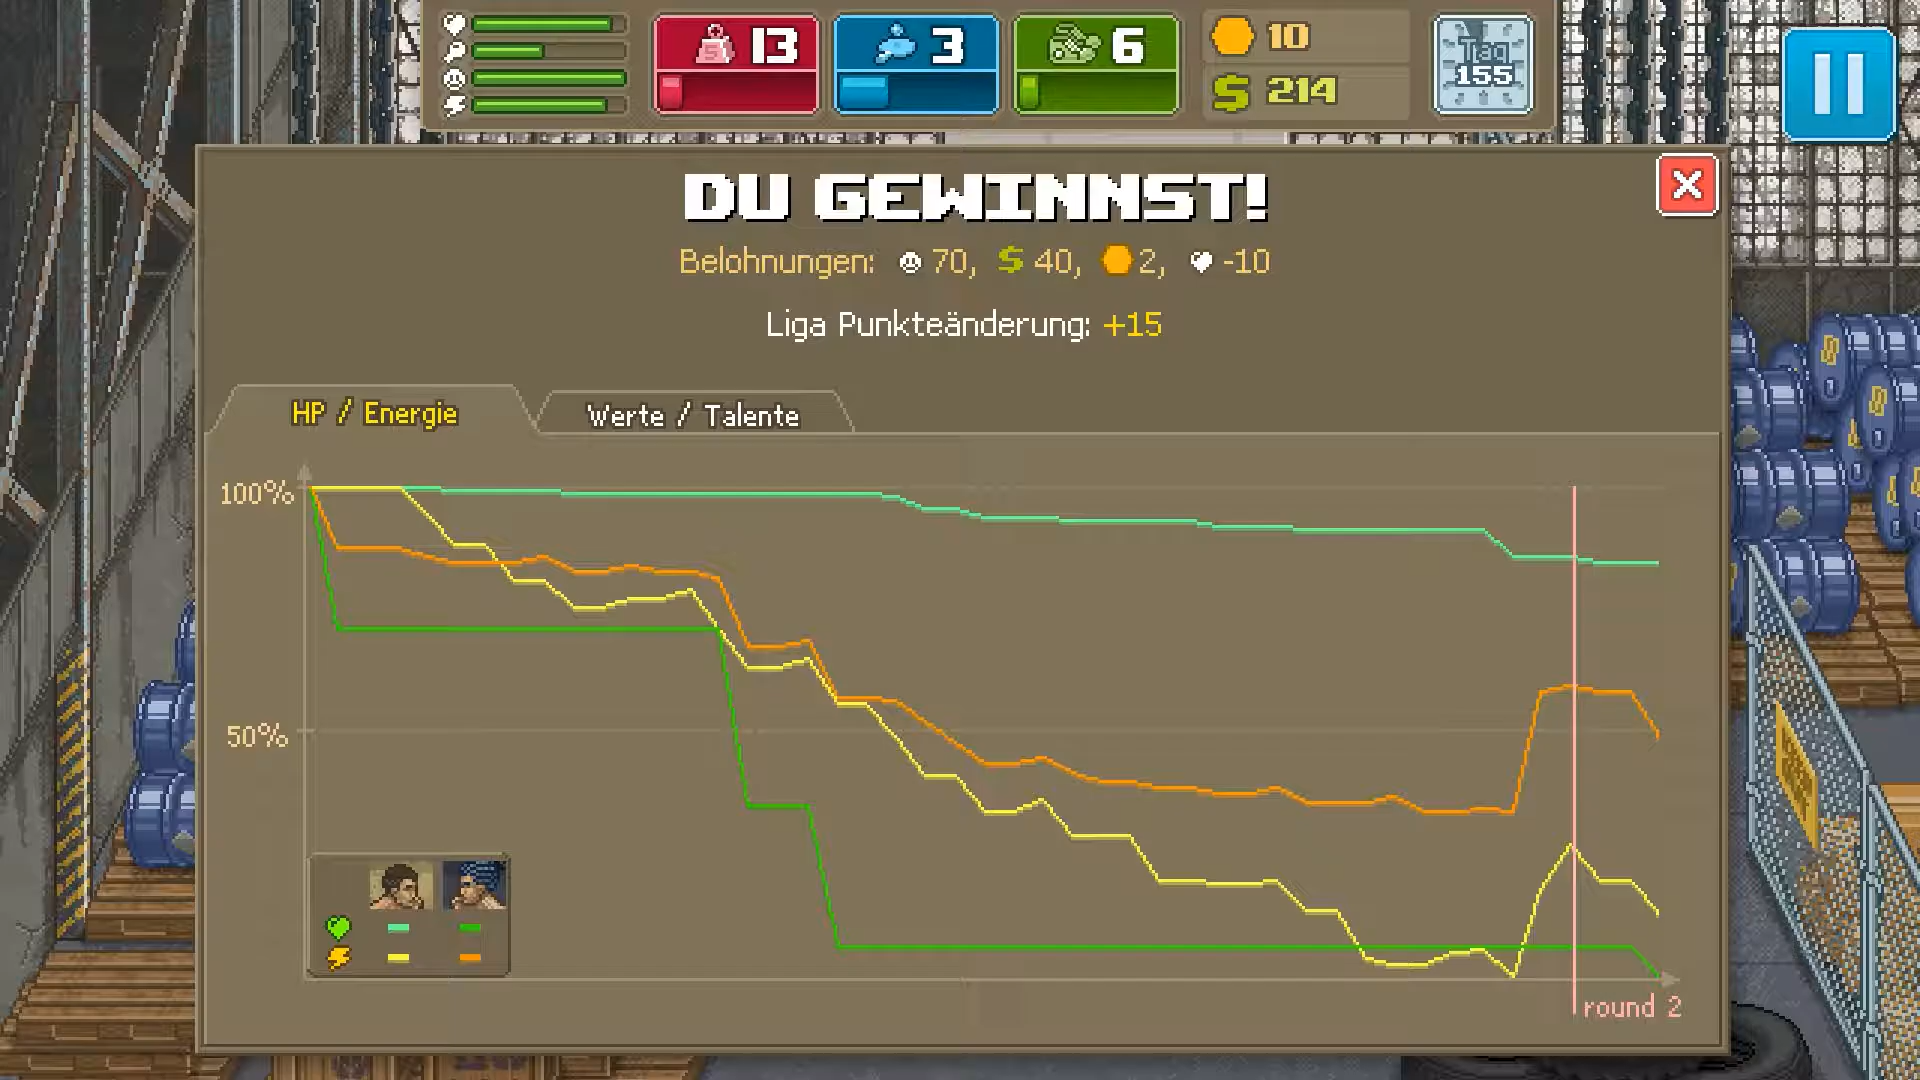 13
3
6
10
214
Tag
155
DU GEWINNST!
Belohnungen: 70, $ 40, 2, -10
Liga Punkteänderung: +15
HP / Energie
Werte / Talente
100%
50%
round 2